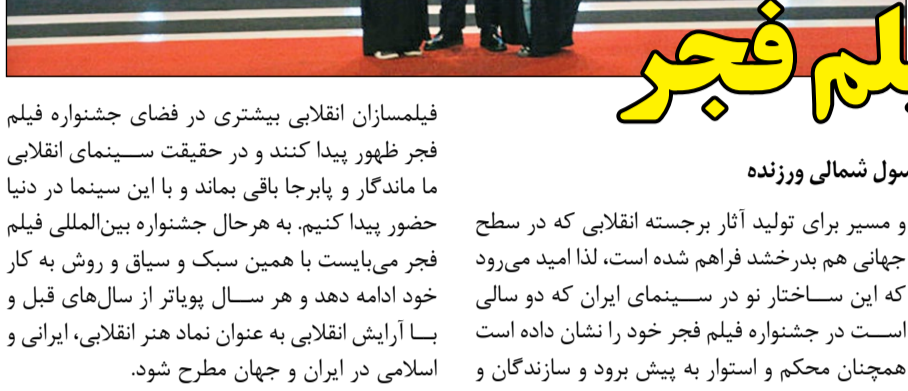 فیلم فجر
سول شمالی ورزنده
و مسیر برای تولید آثار برجسته انقلابی که در سطح
جهانی هم بدرخشد فراهم شده است، لذا امید می‌رود
که این ساختار نو در سینمای ایران که دو سالی
است در جشنواره فیلم فجر خود را نشان داده است
همچنان محکم و استوار به پیش برود و سازندگان و
فیلمسازان انقلابی بیشتری در فضای جشنواره فیلم
فجر ظهور پیدا کنند و در حقیقت سینمای انقلابی
ما ماندگار و پابرجا باقی بماند و با این سینما در دنیا
حضور پیدا کنیم. به هرحال جشنواره بین‌المللی فیلم
فجر می‌بایست با همین سبک و سیاق و روش به کار
خود ادامه دهد و هر سال پویاتر از سال‌های قبل و
با آرایش انقلابی به عنوان نماد هنر انقلابی، ایرانی و
اسلامی در ایران و جهان مطرح شود.